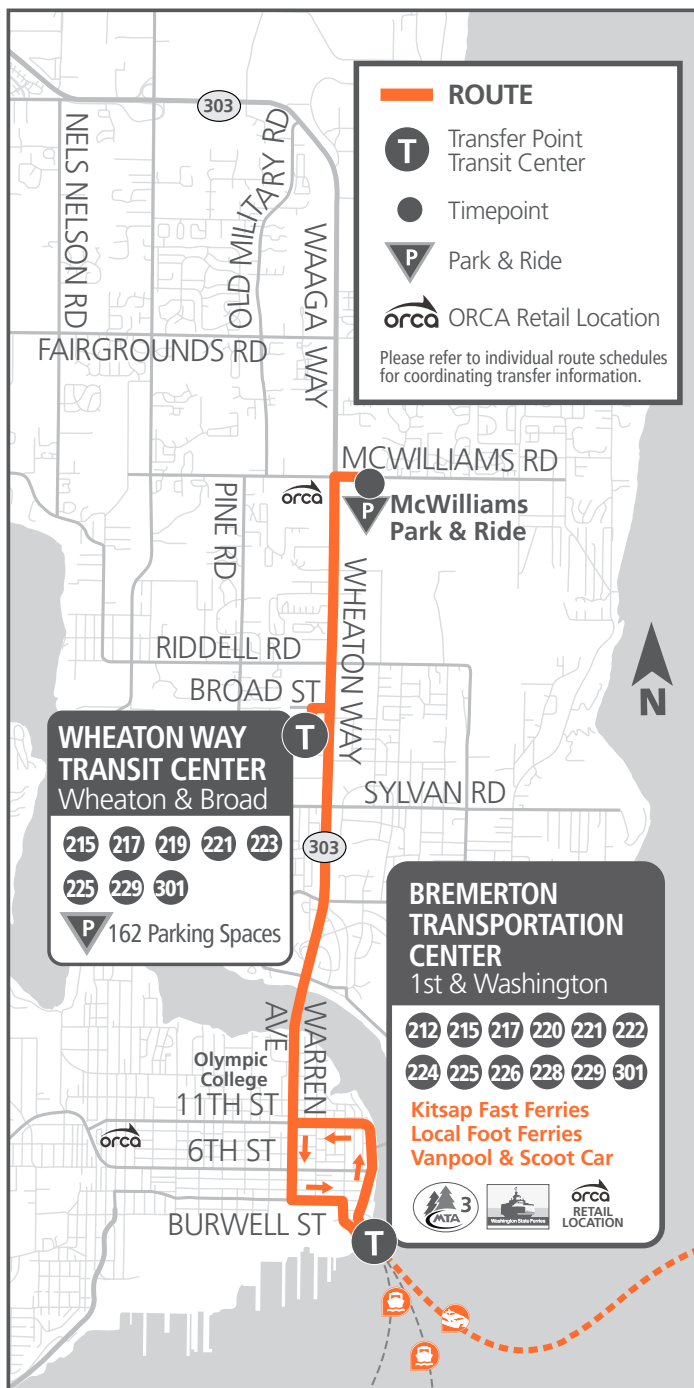 303
NELS NELSON RD
OLD MILITARY RD
WAAGA WAY
FAIRGROUNDS RD
ROUTE
T
Transfer Point
Transit Center
Timepoint
P
Park & Ride
orca
ORCA Retail Location
Please refer to individual route schedules
for coordinating transfer information.
MCWILLIAMS RD
orca
P
McWilliams
Park & Ride
PINE RD
WHEATON WAY
RIDDELL RD
BROAD ST
N
T
WHEATON WAY
TRANSIT CENTER
Wheaton & Broad
215 217 219 221 223
225 229 301
P
162 Parking Spaces
SYLVAN RD
303
BREMERTON
TRANSPORTATION
CENTER
1st & Washington
212 215 217 220 221 222
224 225 226 228 229 301
Kitsap Fast Ferries
Local Foot Ferries
Vanpool & Scoot Car
MTA
3
Washington State Ferries
orca
RETAIL
LOCATION
WARREN
AVE
Olympic
College
11TH ST
orca
6TH ST
BURWELL ST
T